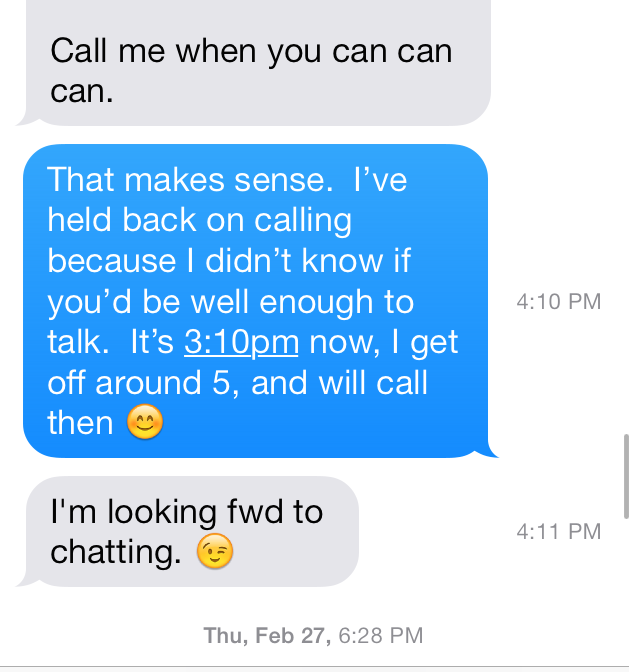 Call me when you can can
can.
That makes sense.  I’ve
held back on calling
because I didn’t know if
you’d be well enough to
talk.  It’s 3:10pm now, I get
off around 5, and will call
then 😊
4:10 PM
I'm looking fwd to
chatting. 😉
4:11 PM
Thu, Feb 27, 6:28 PM